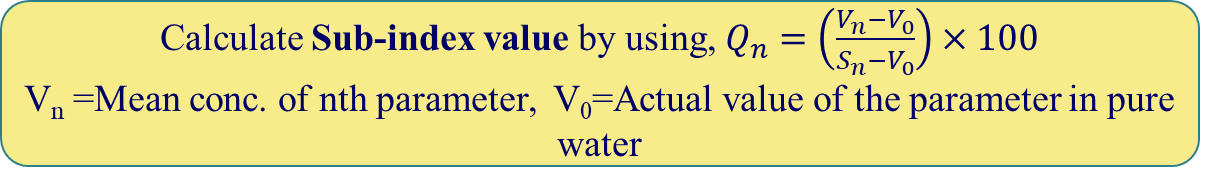 Calculate Sub-index value by using, Qₙ = ((Vₙ−V₀)/(Sₙ−V₀)) × 100
Vₙ =Mean conc. of nth parameter, V₀=Actual value of the parameter in pure
water